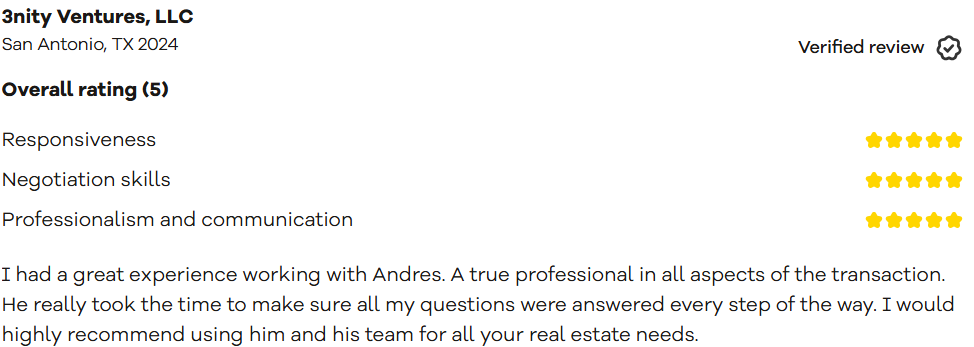 3nity Ventures, LLC
San Antonio, TX 2024
Verified review
Overall rating (5)
Responsiveness
Negotiation skills
Professionalism and communication
I had a great experience working with Andres. A true professional in all aspects of the transaction.
He really took the time to make sure all my questions were answered every step of the way. I would
highly recommend using him and his team for all your real estate needs.